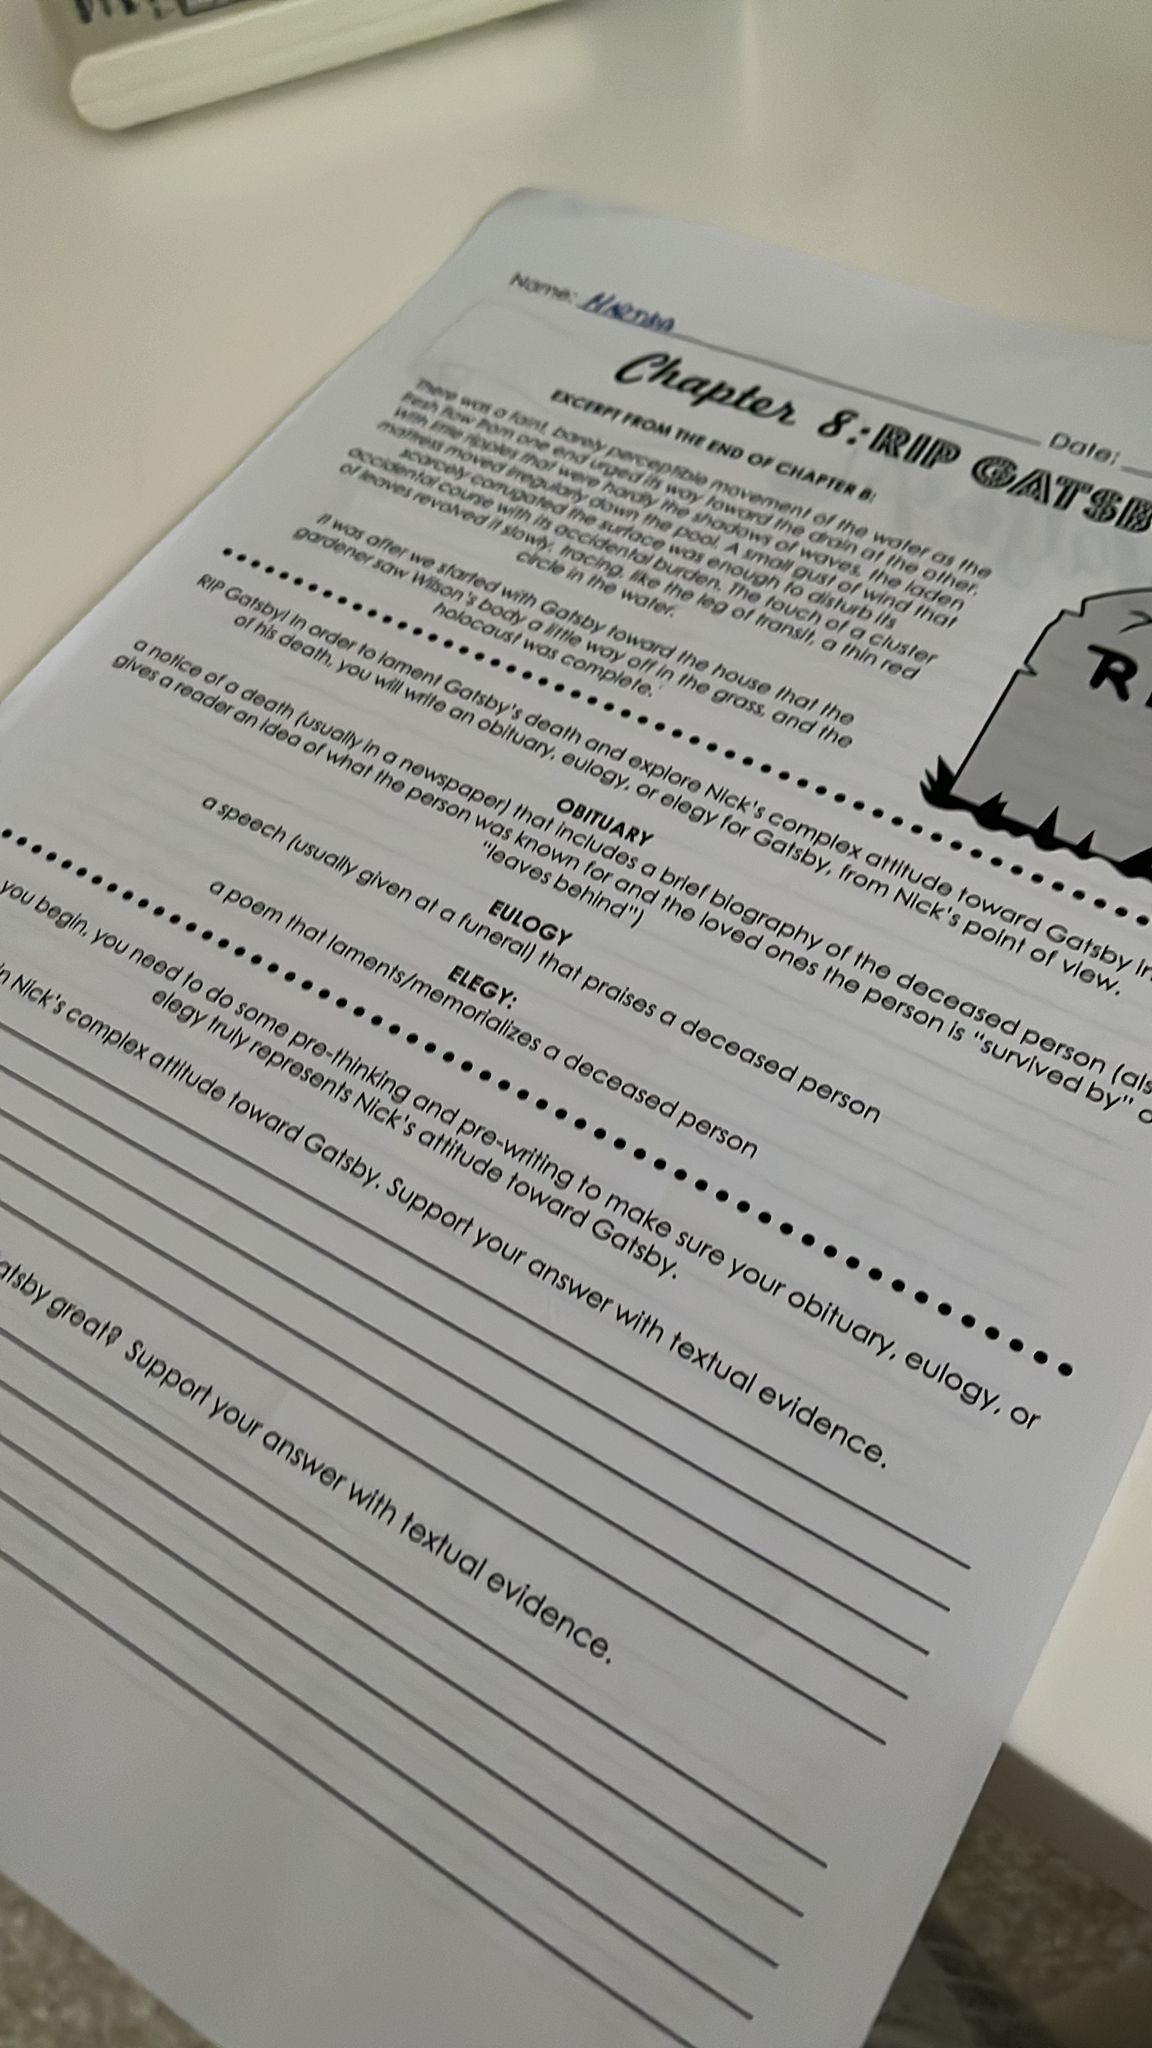 Name: MARTINA
Date:
Chapter 8: RIP GATSB
EXCERPT FROM THE END OF CHAPTER 8:
There was a faint, barely perceptible movement of the water as the
fresh flow from one end urged its way toward the drain at the other,
with little ripples that were hardly the shadows of waves, the laden
mattress moved irregularly down the pool. A small gust of wind that
scarcely corrugated the surface was enough to disturb its
accidental course with its accidental burden. The touch of a cluster
of leaves revolved it slowly, tracing, like the leg of transit, a thin red
circle in the water.
It was after we started with Gatsby toward the house that the
gardener saw Wilson's body a little way off in the grass, and the
holocaust was complete.
R
RIP Gatsby! In order to lament Gatsby's death and explore Nick's complex attitude toward Gatsby in
of his death, you will write an obituary, eulogy, or elegy for Gatsby, from Nick's point of view.
OBITUARY
a notice of a death (usually in a newspaper) that includes a brief biography of the deceased person (als
gives a reader an idea of what the person was known for and the loved ones the person is "survived by" o
"leaves behind")
EULOGY
a speech (usually given at a funeral) that praises a deceased person
ELEGY:
a poem that laments/memorializes a deceased person
you begin, you need to do some pre-thinking and pre-writing to make sure your obituary, eulogy, or
elegy truly represents Nick's attitude toward Gatsby.
in Nick's complex attitude toward Gatsby. Support your answer with textual evidence.
atsby great? Support your answer with textual evidence.